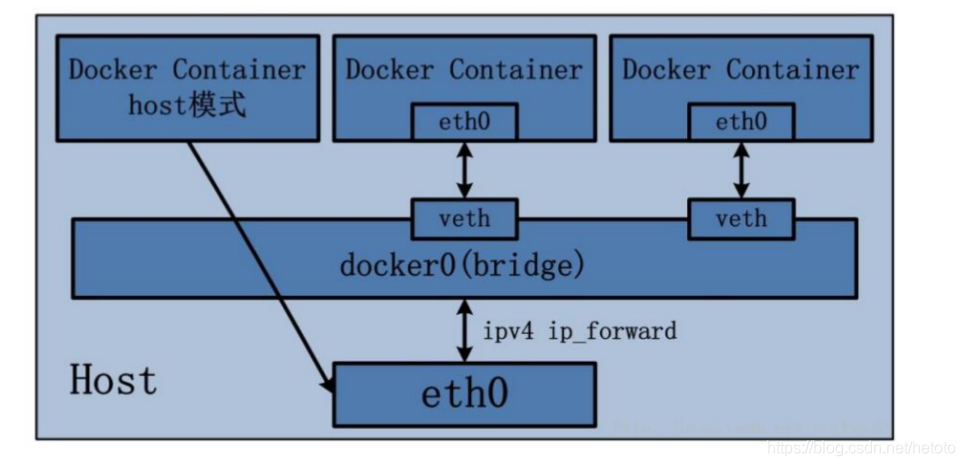 Docker Container
host模式
Docker Container
eth0
Docker Container
eth0
veth
veth
docker0(bridge)
ipv4 ip_forward
Host
eth0
https://blog.csdn.net/hetoto